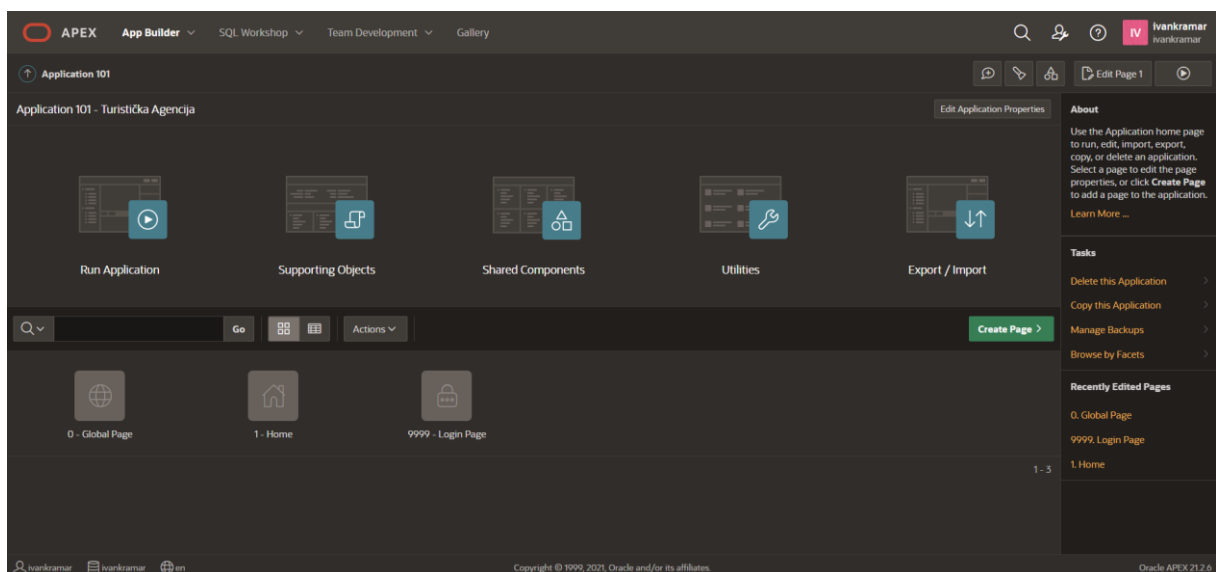 APEX App Builder SQL Workshop Team Development Gallery
IV ivankramar
ivankramar
Application 101
Edit Page 1
Application 101 - Turistička Agencija
Edit Application Properties
Run Application
Supporting Objects
Shared Components
Utilities
Export / Import
Go
Actions
Create Page >
0 - Global Page
1 - Home
9999 - Login Page
1 - 3
About
Use the Application home page
to run, edit, import, export,
copy, or delete an application.
Select a page to edit the page
properties, or click Create Page
to add a page to the application.
Learn More ...
Tasks
Delete this Application
Copy this Application
Manage Backups
Browse by Facets
Recently Edited Pages
0. Global Page
9999. Login Page
1. Home
ivankramar ivankramar en
Copyright © 1999, 2021, Oracle and/or its affiliates.
Oracle APEX 21.2.6